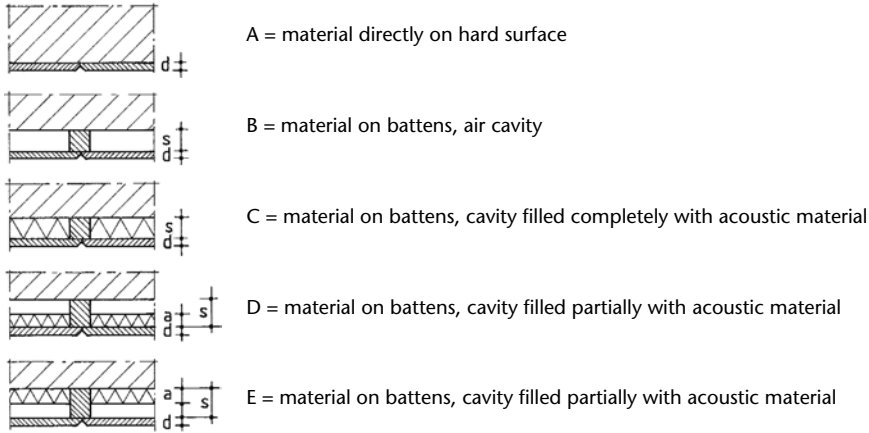 d
A = material directly on hard surface
s
d
B = material on battens, air cavity
s
d
C = material on battens, cavity filled completely with acoustic material
a
s
d
D = material on battens, cavity filled partially with acoustic material
a
s
d
E = material on battens, cavity filled partially with acoustic material